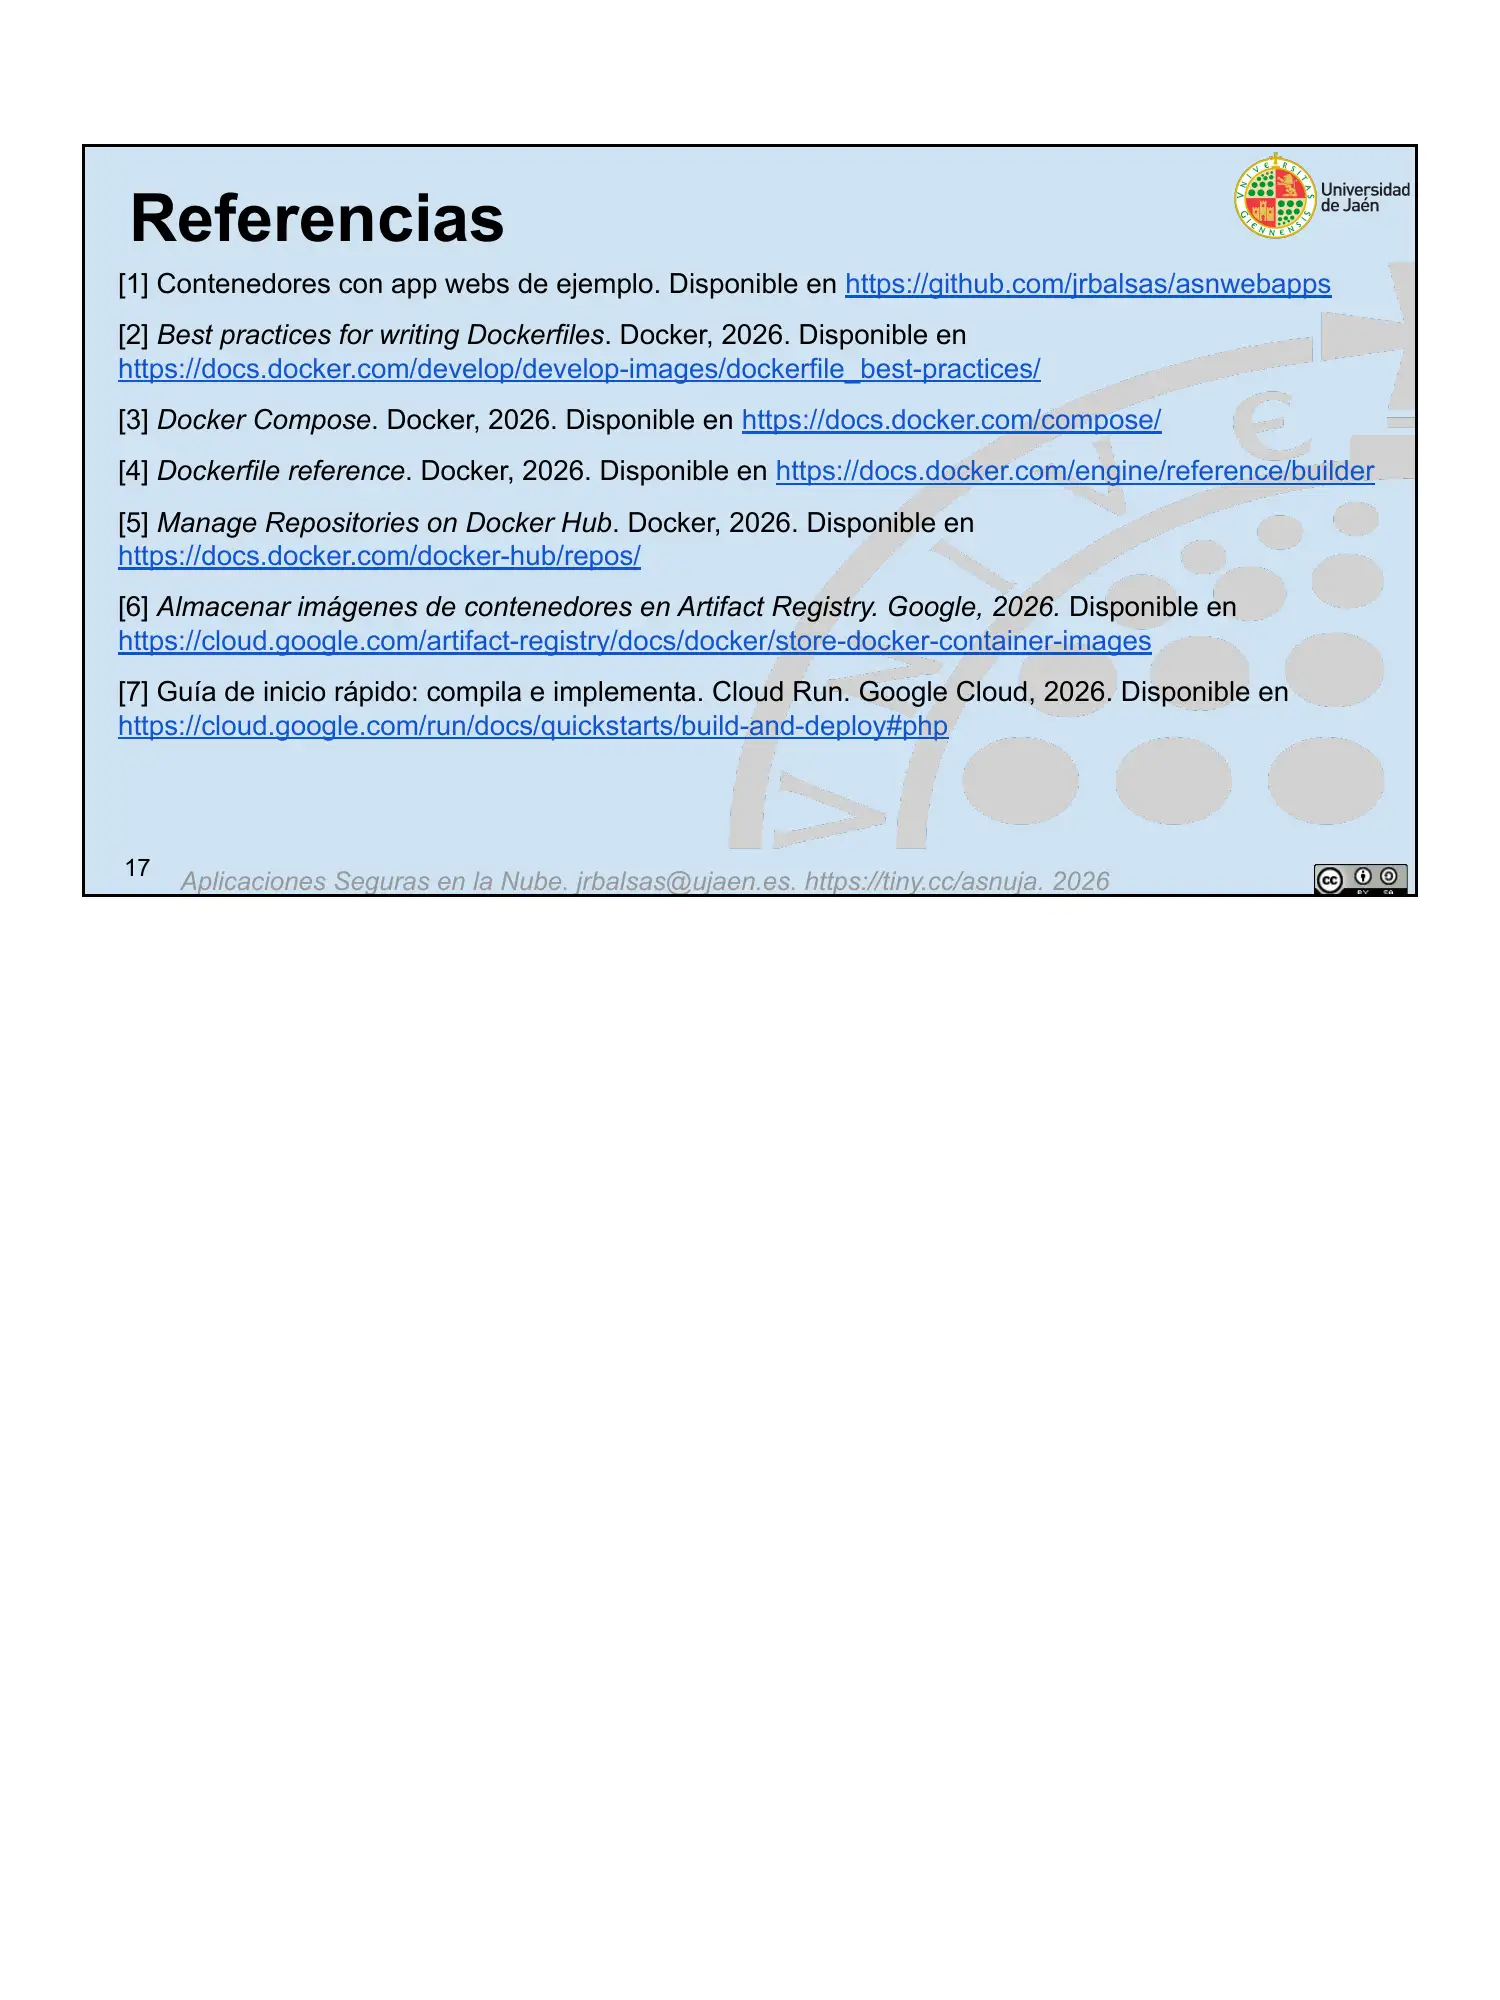 Referencias
VNIVERSITAS GIENNENSIS
Universidad
de Jaén
[1] Contenedores con app webs de ejemplo. Disponible en https://github.com/jrbalsas/asnwebapps
[2] Best practices for writing Dockerfiles. Docker, 2026. Disponible en
https://docs.docker.com/develop/develop-images/dockerfile_best-practices/
[3] Docker Compose. Docker, 2026. Disponible en https://docs.docker.com/compose/
[4] Dockerfile reference. Docker, 2026. Disponible en https://docs.docker.com/engine/reference/builder
[5] Manage Repositories on Docker Hub. Docker, 2026. Disponible en
https://docs.docker.com/docker-hub/repos/
[6] Almacenar imágenes de contenedores en Artifact Registry. Google, 2026. Disponible en
https://cloud.google.com/artifact-registry/docs/docker/store-docker-container-images
[7] Guía de inicio rápido: compila e implementa. Cloud Run. Google Cloud, 2026. Disponible en
https://cloud.google.com/run/docs/quickstarts/build-and-deploy#php
V N I V E
17
Aplicaciones Seguras en la Nube. jrbalsas@ujaen.es. https://tiny.cc/asnuja. 2026
cc BY SA